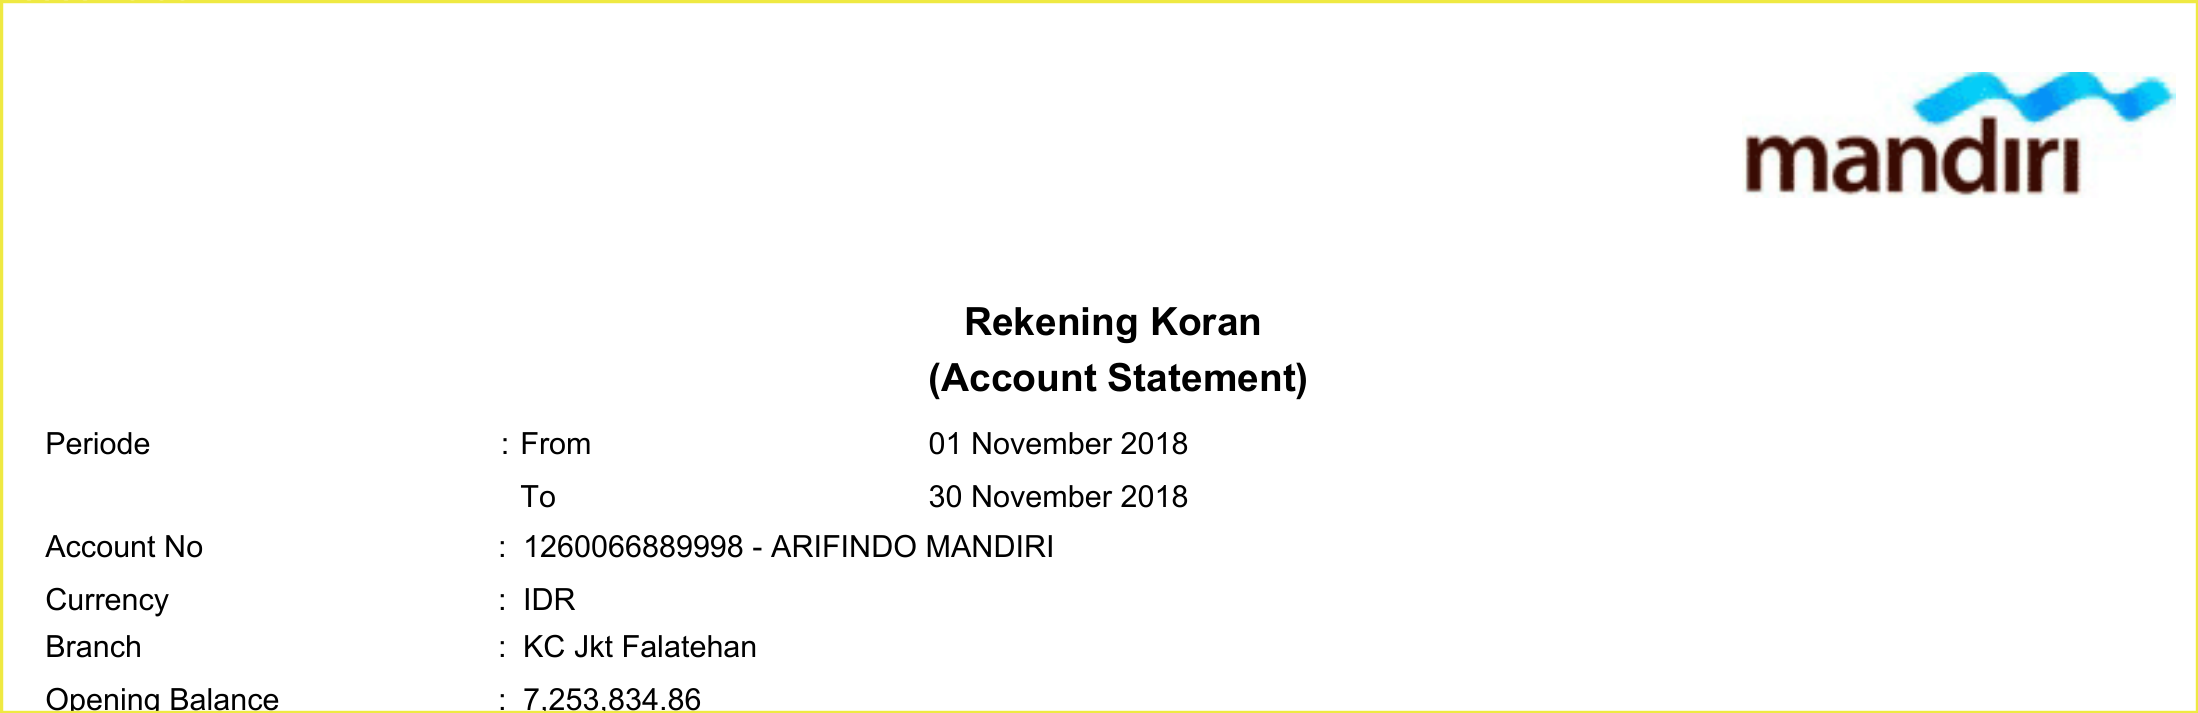 mandiri
Rekening Koran
(Account Statement)
Periode : From 01 November 2018
To 30 November 2018
Account No : 1260066889998 - ARIFINDO MANDIRI
Currency : IDR
Branch : KC Jkt Falatehan
Opening Balance : 7,253,834.86